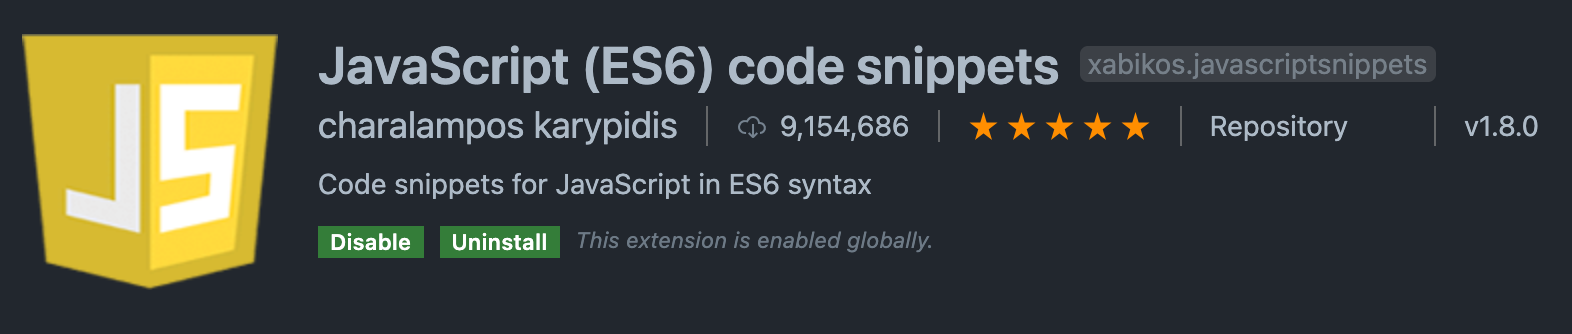 JS
JavaScript (ES6) code snippets xabikos.javascriptsnippets
charalampos karypidis 9,154,686 Repository v1.8.0
Code snippets for JavaScript in ES6 syntax
Disable Uninstall This extension is enabled globally.